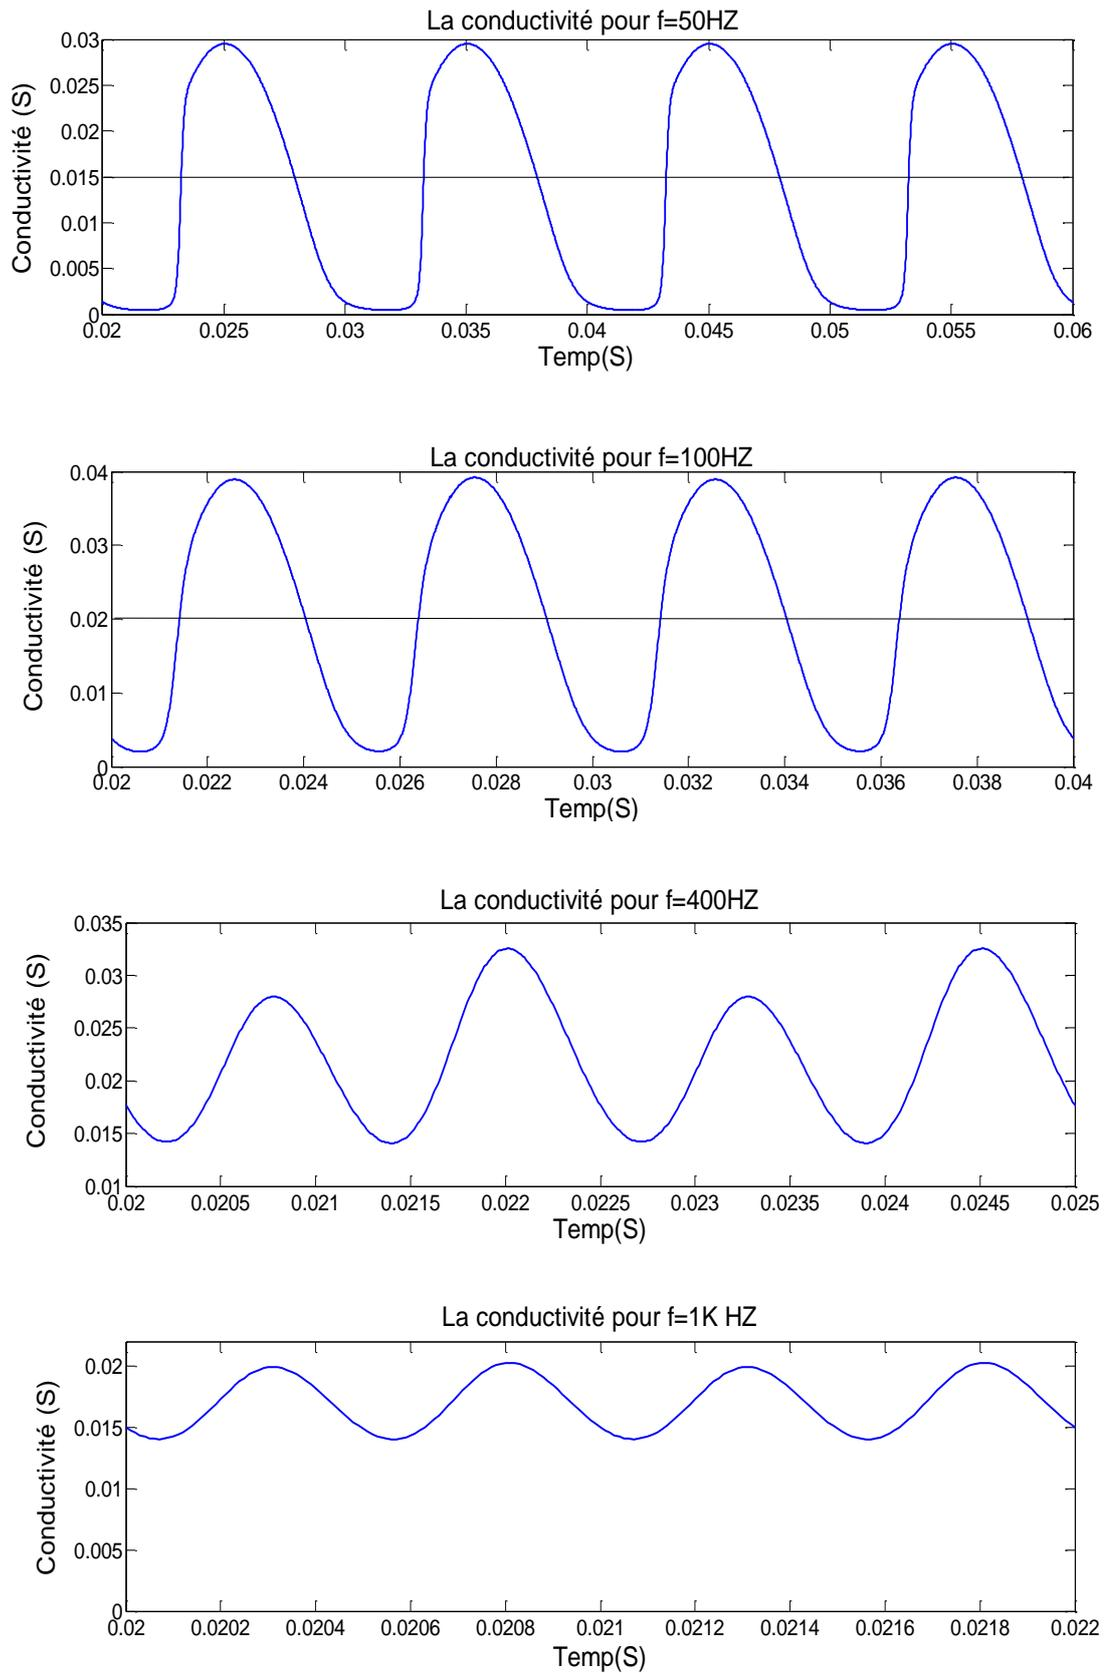 La conductivité pour f=50HZ
Conductivité (S)
0.03
0.025
0.02
0.015
0.01
0.005
0
0.02 0.025 0.03 0.035 0.04 0.045 0.05 0.055 0.06
Temp(S)
La conductivité pour f=100HZ
Conductivité (S)
0.04
0.03
0.02
0.01
0
0.02 0.022 0.024 0.026 0.028 0.03 0.032 0.034 0.036 0.038 0.04
Temp(S)
La conductivité pour f=400HZ
Conductivité (S)
0.035
0.03
0.025
0.02
0.015
0.01
0.02 0.0205 0.021 0.0215 0.022 0.0225 0.023 0.0235 0.024 0.0245 0.025
Temp(S)
La conductivité pour f=1K HZ
Conductivité (S)
0.02
0.015
0.01
0.005
0
0.02 0.0202 0.0204 0.0206 0.0208 0.021 0.0212 0.0214 0.0216 0.0218 0.022
Temp(S)